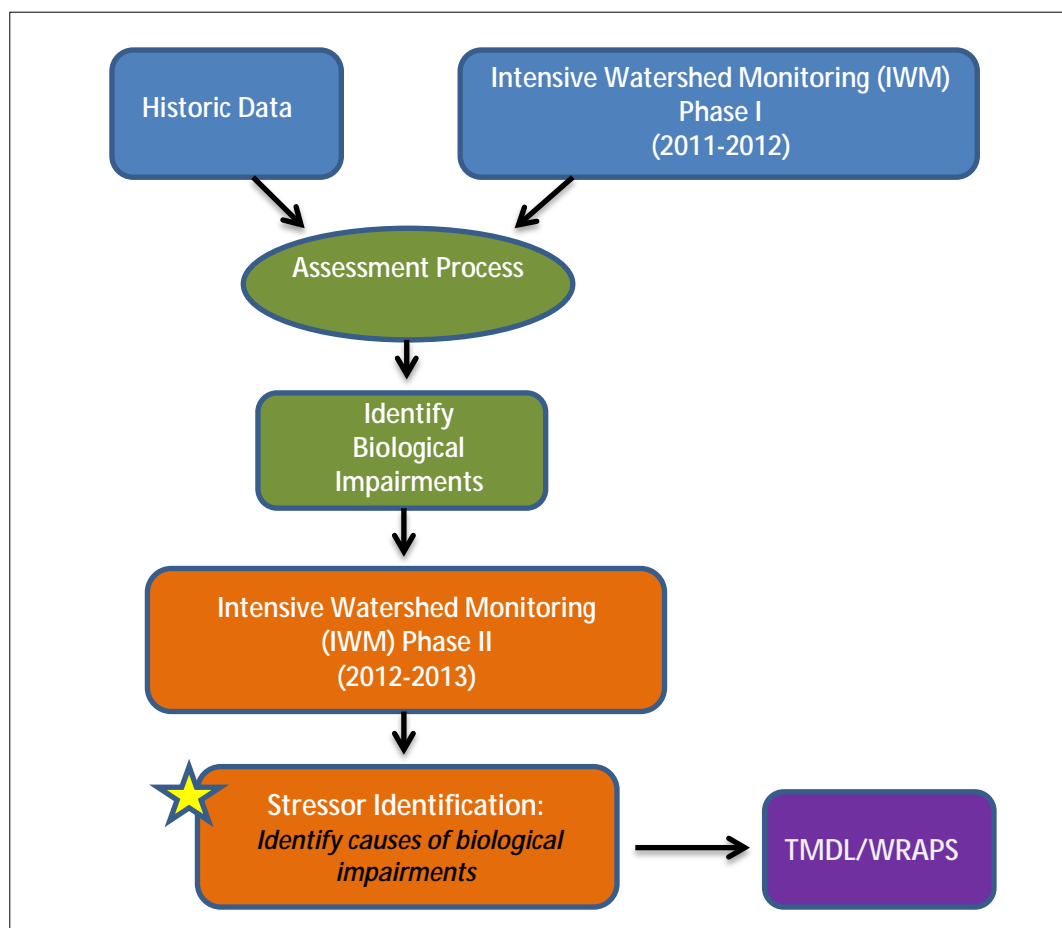 Historic Data
Intensive Watershed Monitoring (IWM)
Phase I
(2011-2012)
Assessment Process
Identify
Biological
Impairments
Intensive Watershed Monitoring
(IWM) Phase II
(2012-2013)
Stressor Identification:
Identify causes of biological
impairments
TMDL/WRAPS